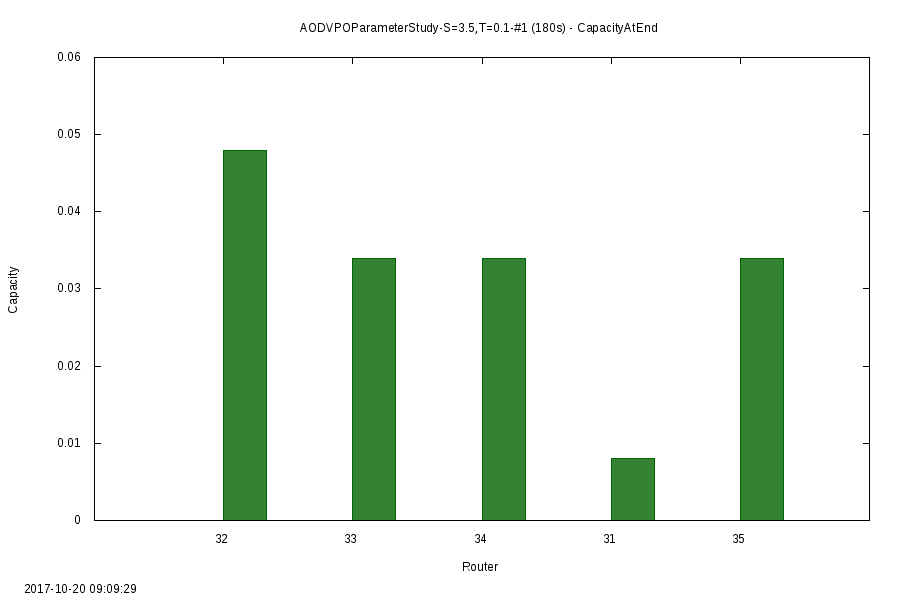 AODVPOParameterStudy-S=3.5,T=0.1-#1 (180s) - CapacityAtEnd
0.06
0.05
0.04
0.03
0.02
0.01
0
Capacity
32 33 34 31 35
Router
2017-10-20 09:09:29